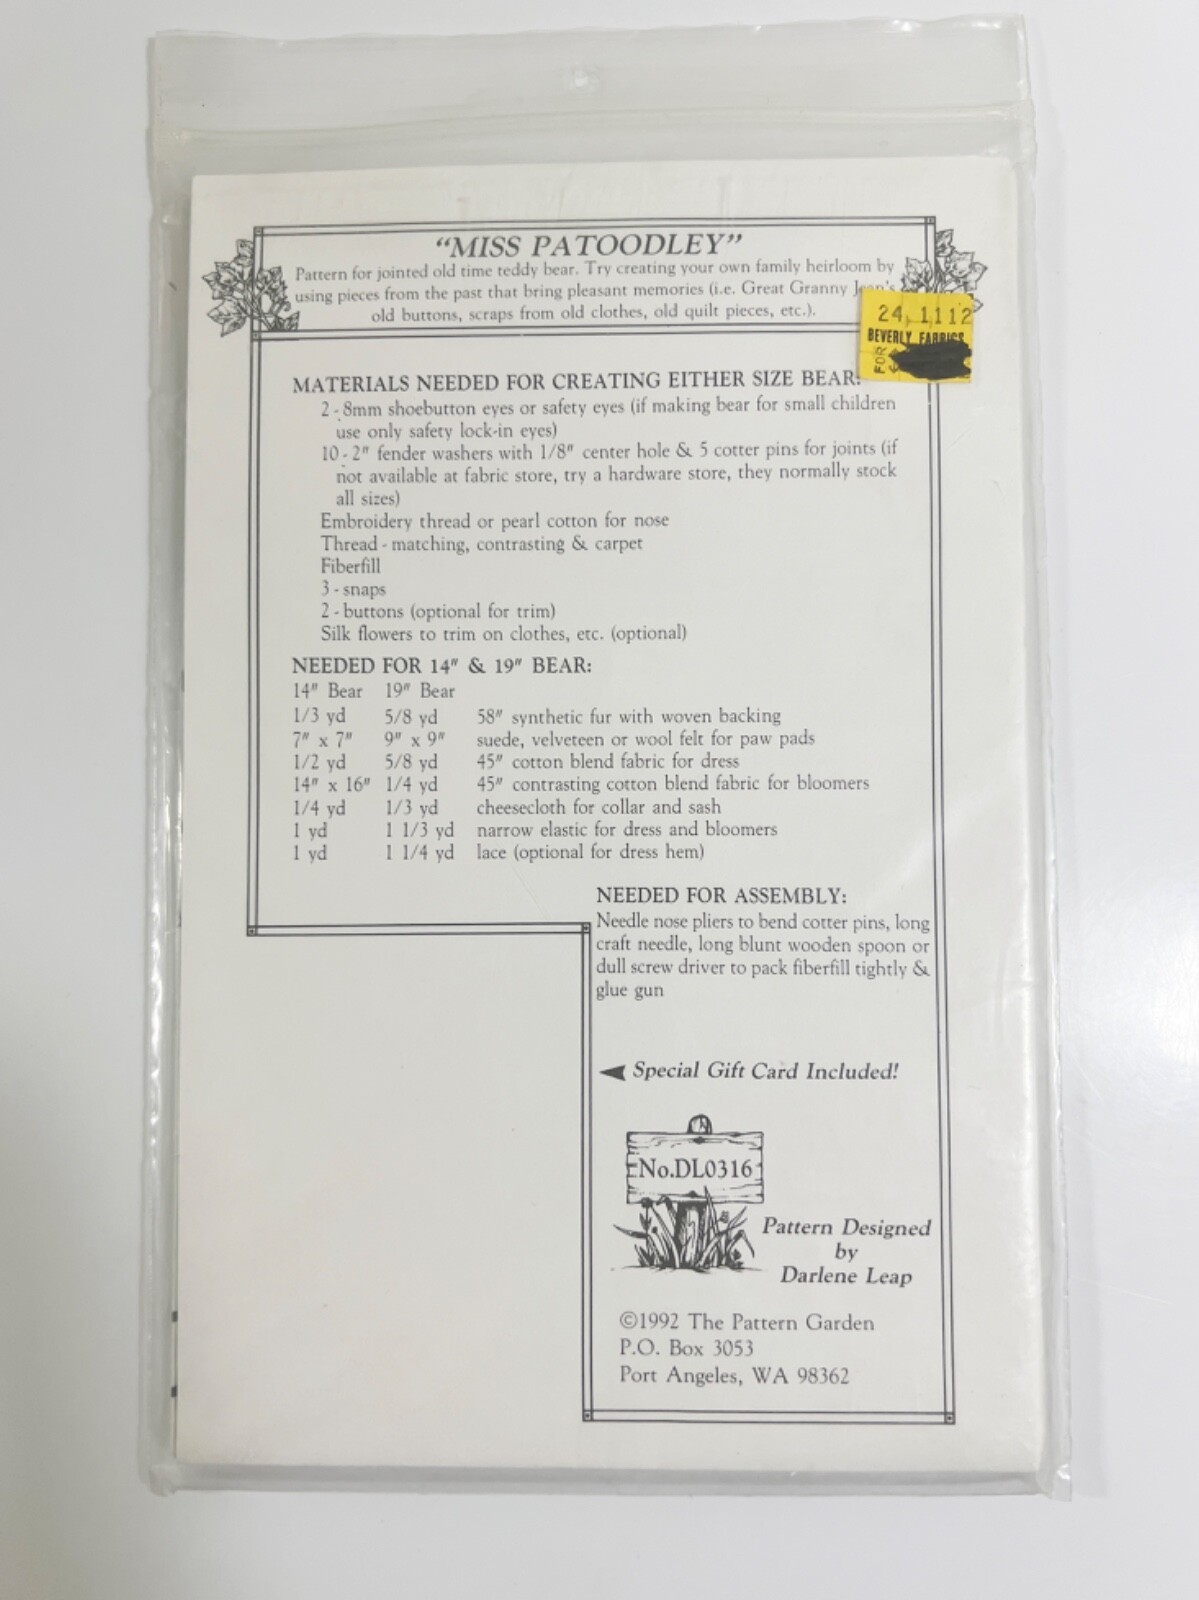 “MISS PATOODLEY”
Pattern for jointed old time teddy bear. Try creating your own family heirloom by
using pieces from the past that bring pleasant memories (i.e. Great Granny Jean's
old buttons, scraps from old clothes, old quilt pieces, etc.).
24 1112
BEVERLY FABRICS
FOR
MATERIALS NEEDED FOR CREATING EITHER SIZE BEAR:
2 - 8mm shoebutton eyes or safety eyes (if making bear for small children
use only safety lock-in eyes)
10 - 2" fender washers with 1/8" center hole & 5 cotter pins for joints (if
not available at fabric store, try a hardware store, they normally stock
all sizes)
Embroidery thread or pearl cotton for nose
Thread - matching, contrasting & carpet
Fiberfill
3 - snaps
2 - buttons (optional for trim)
Silk flowers to trim on clothes, etc. (optional)
NEEDED FOR 14" & 19" BEAR:
14" Bear 19" Bear
1/3 yd 5/8 yd 58" synthetic fur with woven backing
7" x 7" 9" x 9" suede, velveteen or wool felt for paw pads
1/2 yd 5/8 yd 45" cotton blend fabric for dress
14" x 16" 1/4 yd 45" contrasting cotton blend fabric for bloomers
1/4 yd 1/3 yd cheesecloth for collar and sash
1 yd 1 1/3 yd narrow elastic for dress and bloomers
1 yd 1 1/4 yd lace (optional for dress hem)
NEEDED FOR ASSEMBLY:
Needle nose pliers to bend cotter pins, long
craft needle, long blunt wooden spoon or
dull screw driver to pack fiberfill tightly &
glue gun
Special Gift Card Included!
No.DL0316
Pattern Designed
by
Darlene Leap
©1992 The Pattern Garden
P.O. Box 3053
Port Angeles, WA 98362